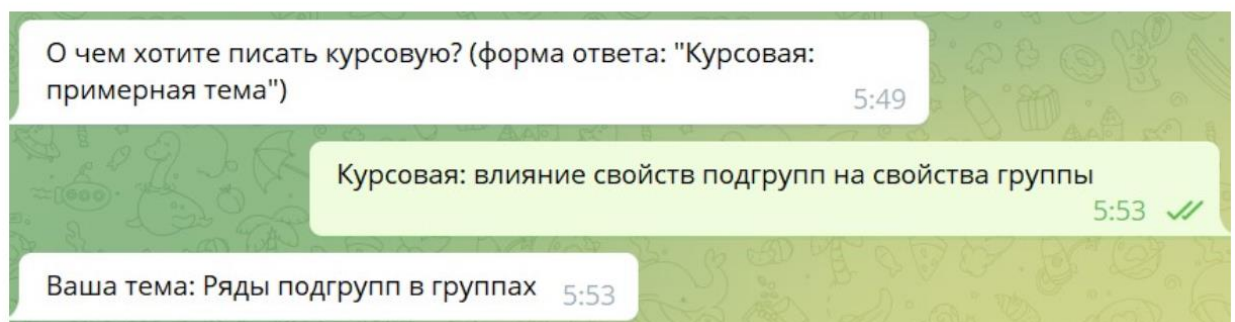 О чем хотите писать курсовую? (форма ответа: "Курсовая:
примерная тема")
5:49
Курсовая: влияние свойств подгрупп на свойства группы
5:53
Ваша тема: Ряды подгрупп в группах 5:53